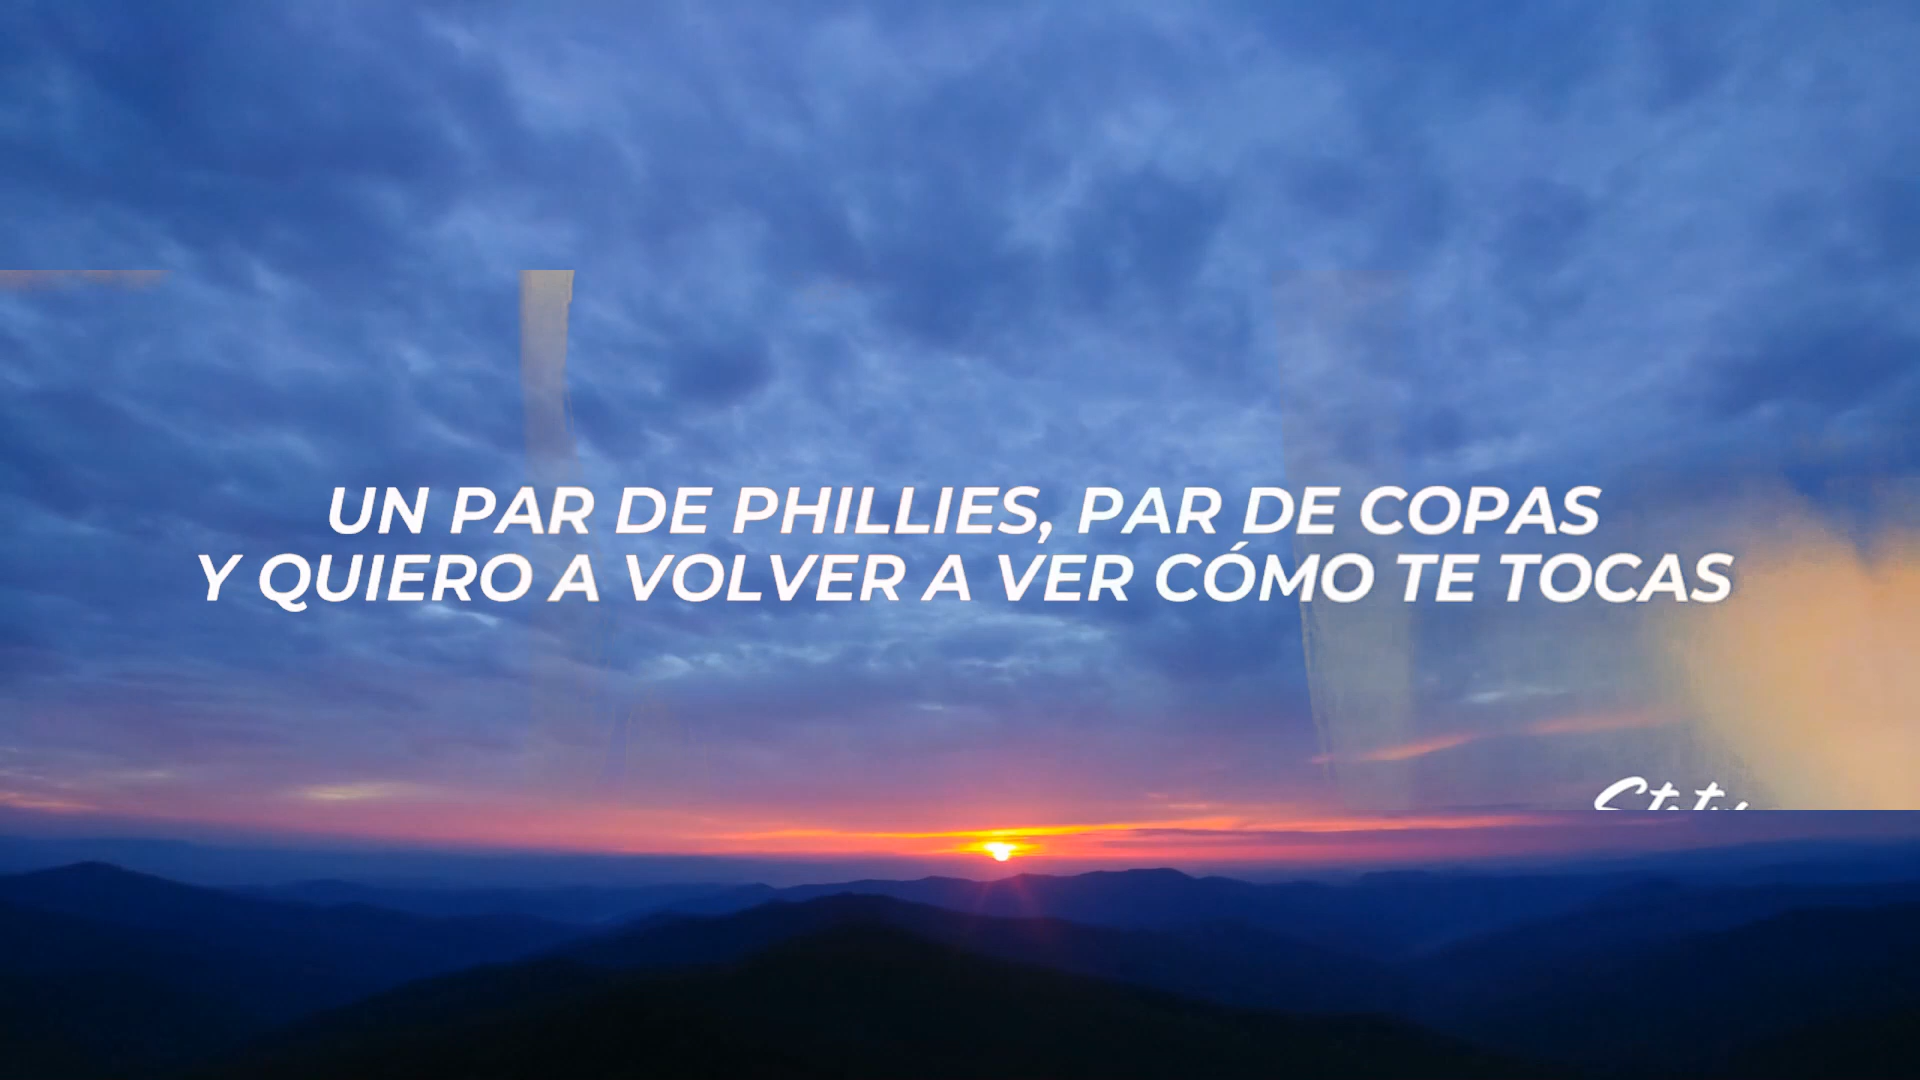 UN PAR DE PHILLIES, PAR DE COPAS
Y QUIERO A VOLVER A VER CÓMO TE TOCAS